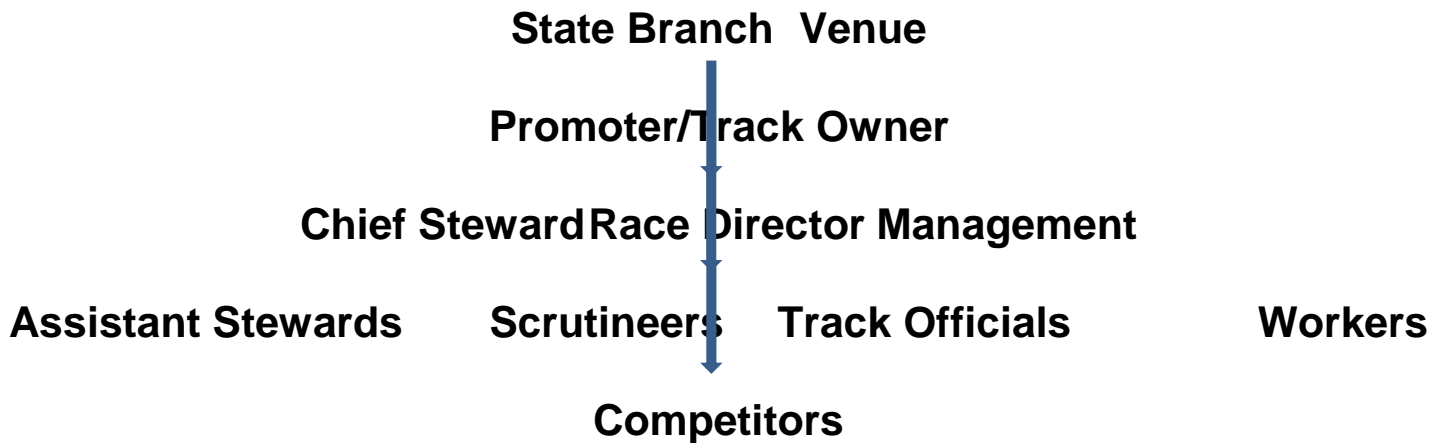 State Branch Venue
Promoter/Track Owner
Chief Steward Race Director Management
Assistant Stewards Scrutineers Track Officials Workers
Competitors